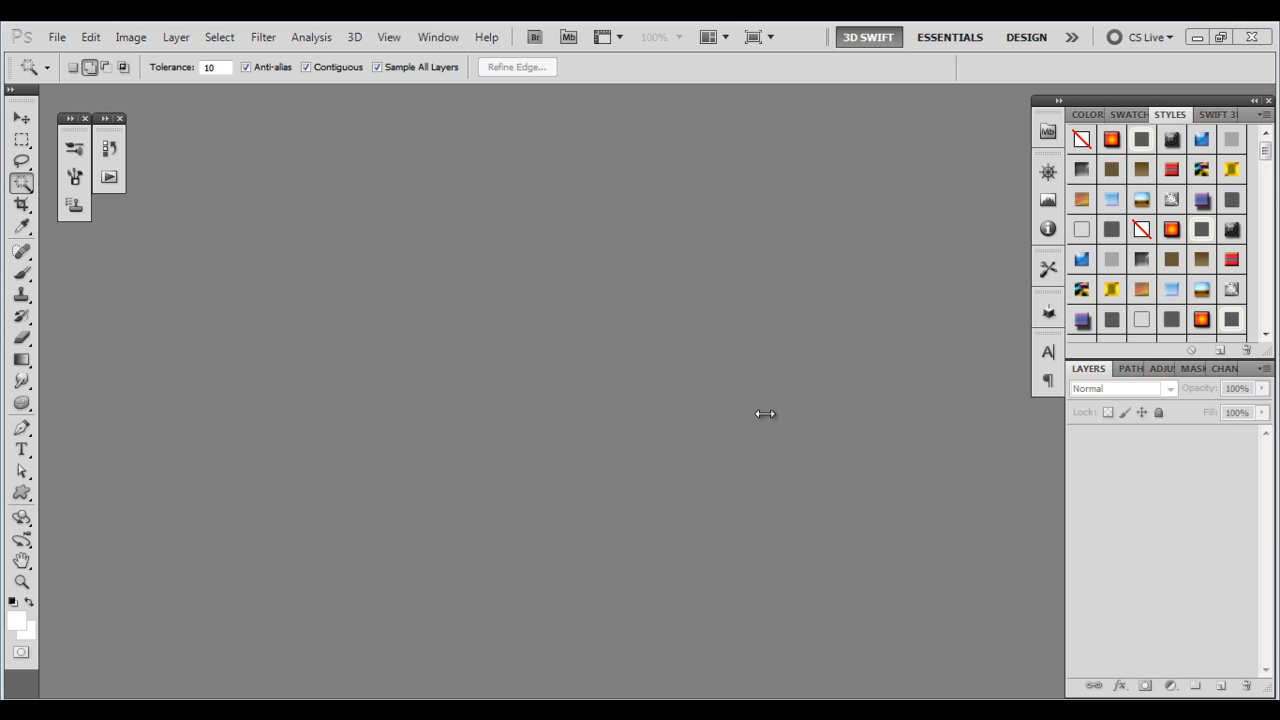 Ps File Edit Image Layer Select Filter Analysis 3D View Window Help Br Mb 100% 3D SWIFT ESSENTIALS DESIGN CS Live
Tolerance: 10 Anti-alias Contiguous Sample All Layers Refine Edge...
COLOR SWATCH STYLES SWIFT 3
Mb
A
T
LAYERS PATH ADJU MASK CHAN
Normal Opacity: 100%
Lock: Fill: 100%
fx